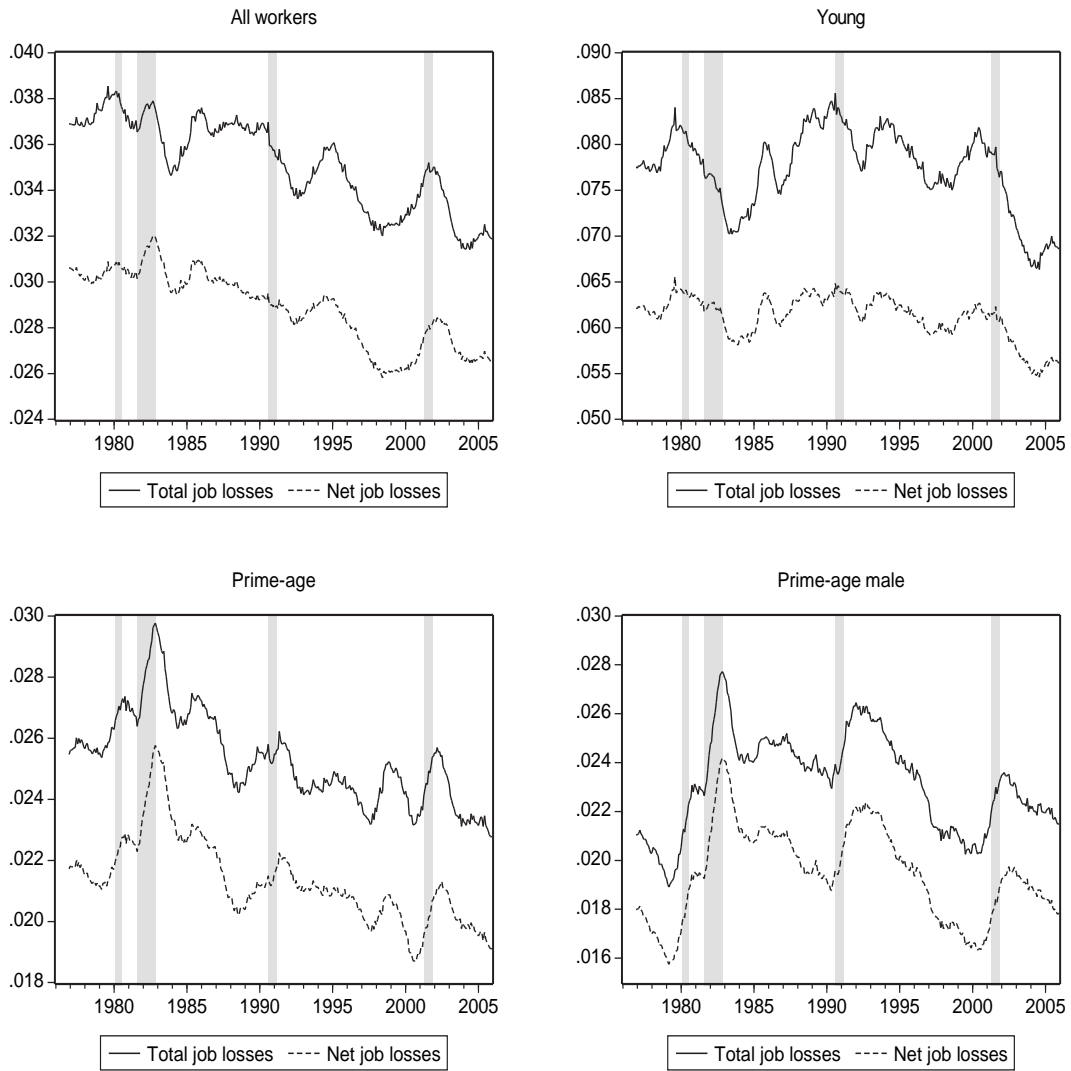 All workers
.040
.038
.036
.034
.032
.030
.028
.026
.024
1980 1985 1990 1995 2000 2005
Total job losses Net job losses
Young
.090
.085
.080
.075
.070
.065
.060
.055
.050
1980 1985 1990 1995 2000 2005
Total job losses Net job losses
Prime-age
.030
.028
.026
.024
.022
.020
.018
1980 1985 1990 1995 2000 2005
Total job losses Net job losses
Prime-age male
.030
.028
.026
.024
.022
.020
.018
.016
1980 1985 1990 1995 2000 2005
Total job losses Net job losses